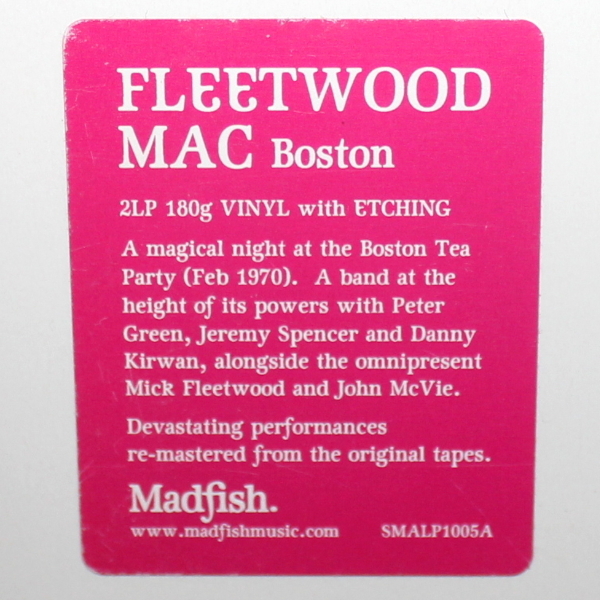 FLEETWOOD
MAC Boston
2LP 180g VINYL with ETCHING
A magical night at the Boston Tea
Party (Feb 1970).  A band at the
height of its powers with Peter
Green, Jeremy Spencer and Danny
Kirwan, alongside the omnipresent
Mick Fleetwood and John McVie.
Devastating performances
re-mastered from the original tapes.
Madfish.
www.madfishmusic.com SMALP1005A